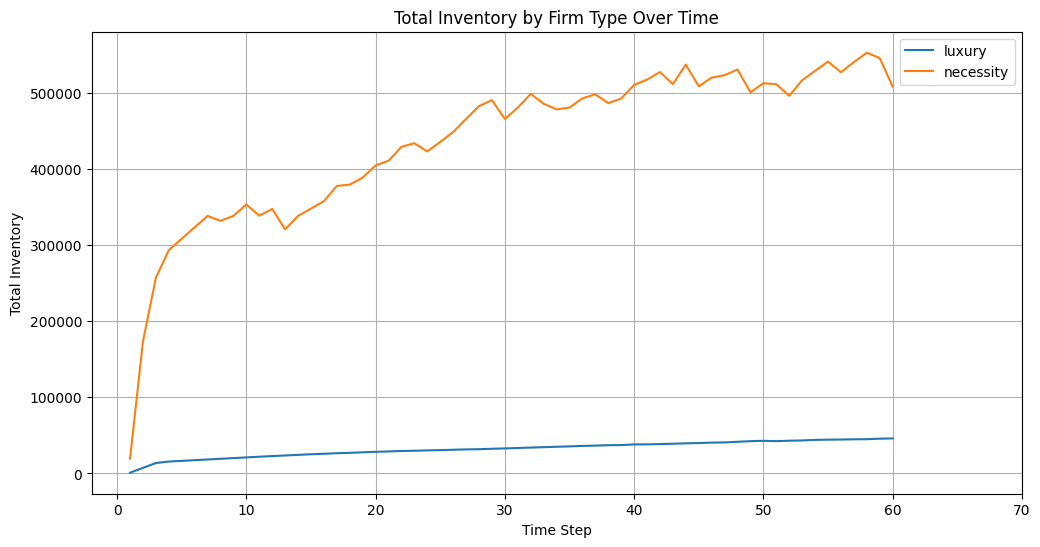 Total Inventory by Firm Type Over Time
luxury
necessity
Total Inventory
500000
400000
300000
200000
100000
0
0 10 20 30 40 50 60 70
Time Step